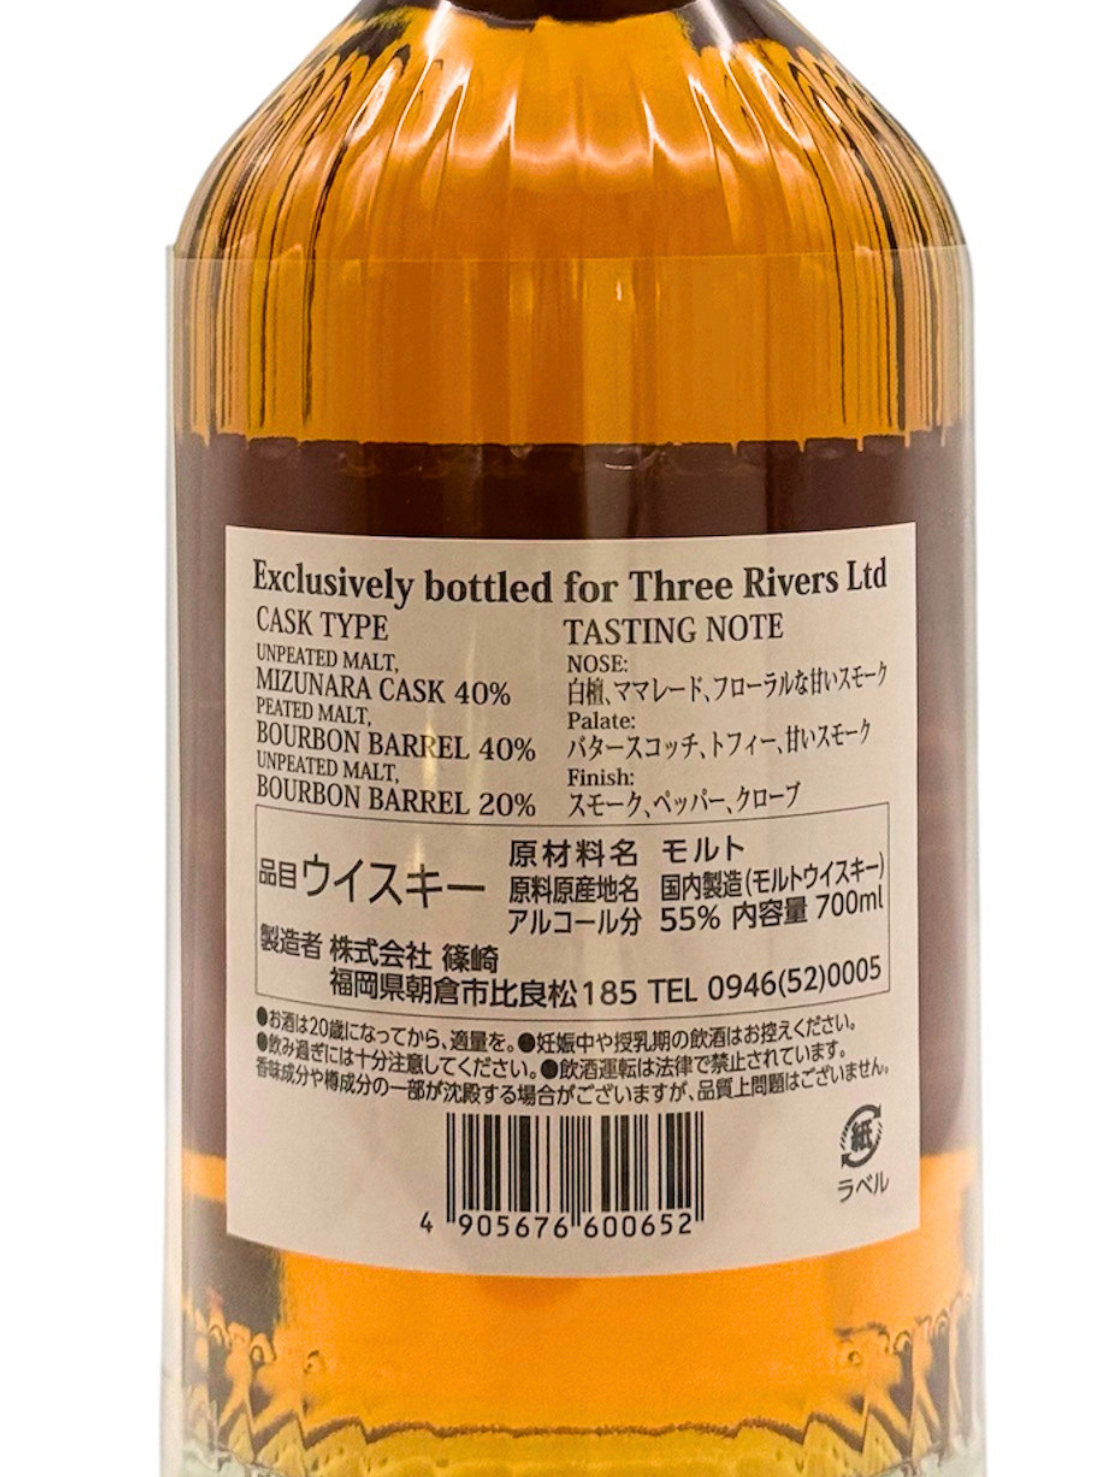 Exclusively bottled for Three Rivers Ltd
CASK TYPE
UNPEATED MALT,
MIZUNARA CASK 40%
PEATED MALT,
BOURBON BARREL 40%
UNPEATED MALT,
BOURBON BARREL 20%
TASTING NOTE
NOSE:
白檀、ママレード、フローラルな甘いスモーク
Palate:
バタースコッチ、トフィー、甘いスモーク
Finish:
スモーク、ペッパー、クローブ
品目 ウイスキー
原材料名 モルト
原料原産地名 国内製造(モルトウイスキー)
アルコール分 55% 内容量 700ml
製造者 株式会社 篠崎
福岡県朝倉市比良松185 TEL 0946(52)0005
●お酒は20歳になってから、適量を。●妊娠中や授乳期の飲酒はお控えください。
●飲み過ぎには十分注意してください。●飲酒運転は法律で禁止されています。
香味成分や樽成分の一部が沈殿する場合がございますが、品質上問題はございません。
4 905676 600652
紙
ラベル